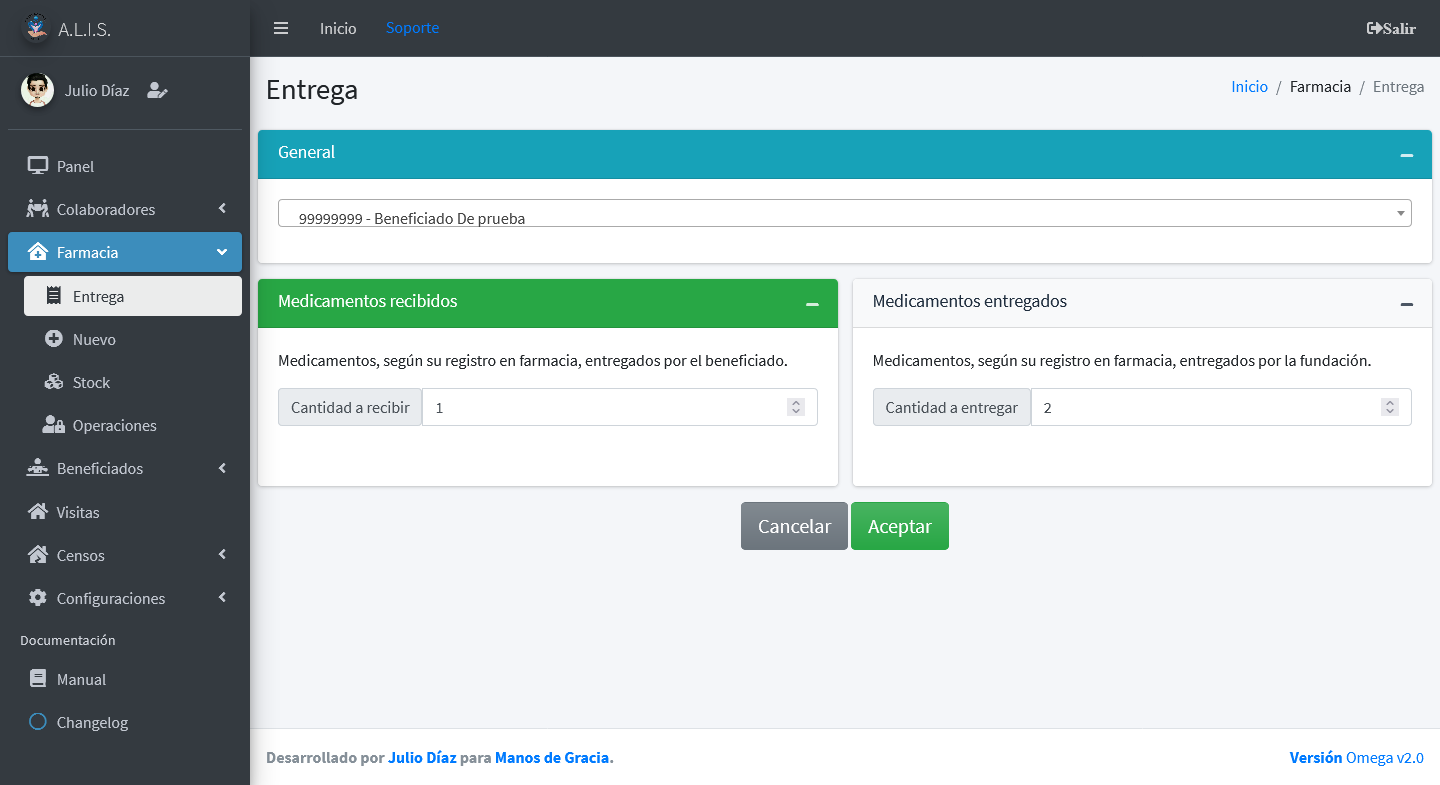 A.L.I.S.
Inicio
Soporte
Salir
Julio Díaz
Panel
Colaboradores
Farmacia
Entrega
Nuevo
Stock
Operaciones
Beneficiados
Visitas
Censos
Configuraciones
Documentación
Manual
Changelog
Entrega
Inicio / Farmacia / Entrega
General
99999999 - Beneficiado De prueba
Medicamentos recibidos
Medicamentos, según su registro en farmacia, entregados por el beneficiado.
Cantidad a recibir 1
Medicamentos entregados
Medicamentos, según su registro en farmacia, entregados por la fundación.
Cantidad a entregar 2
Cancelar
Aceptar
Desarrollado por Julio Díaz para Manos de Gracia.
Versión Omega v2.0